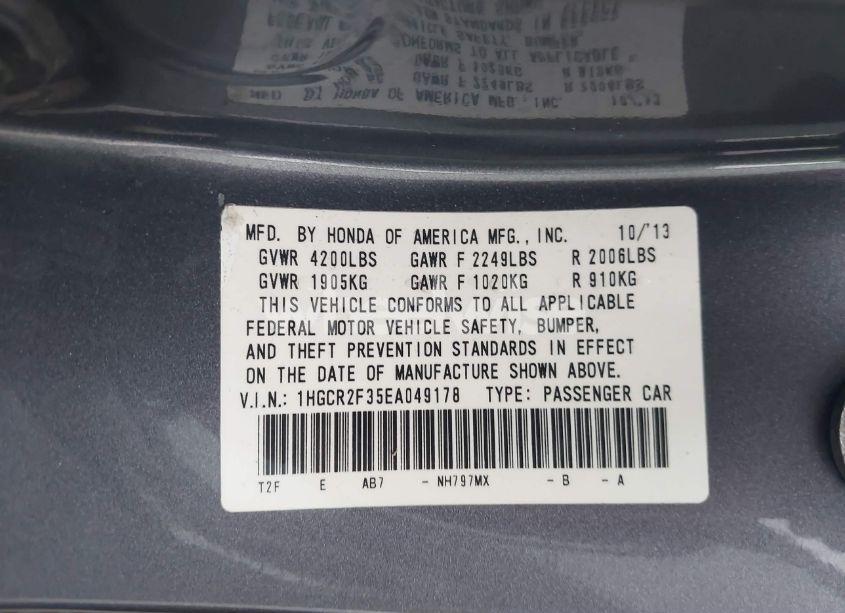 MFD. BY HONDA OF AMERICA MFG., INC. 10/'13
GVWR 4200LBS GAWR F 2249LBS R 2006LBS
GVWR 1905KG GAWR F 1020KG R 910KG
THIS VEHICLE CONFORMS TO ALL APPLICABLE
FEDERAL MOTOR VEHICLE SAFETY, BUMPER,
AND THEFT PREVENTION STANDARDS IN EFFECT
ON THE DATE OF MANUFACTURE SHOWN ABOVE.
V.I.N.: 1HGCR2F35EA049178 TYPE: PASSENGER CAR
T2F E AB7 - NH797MX - B - A